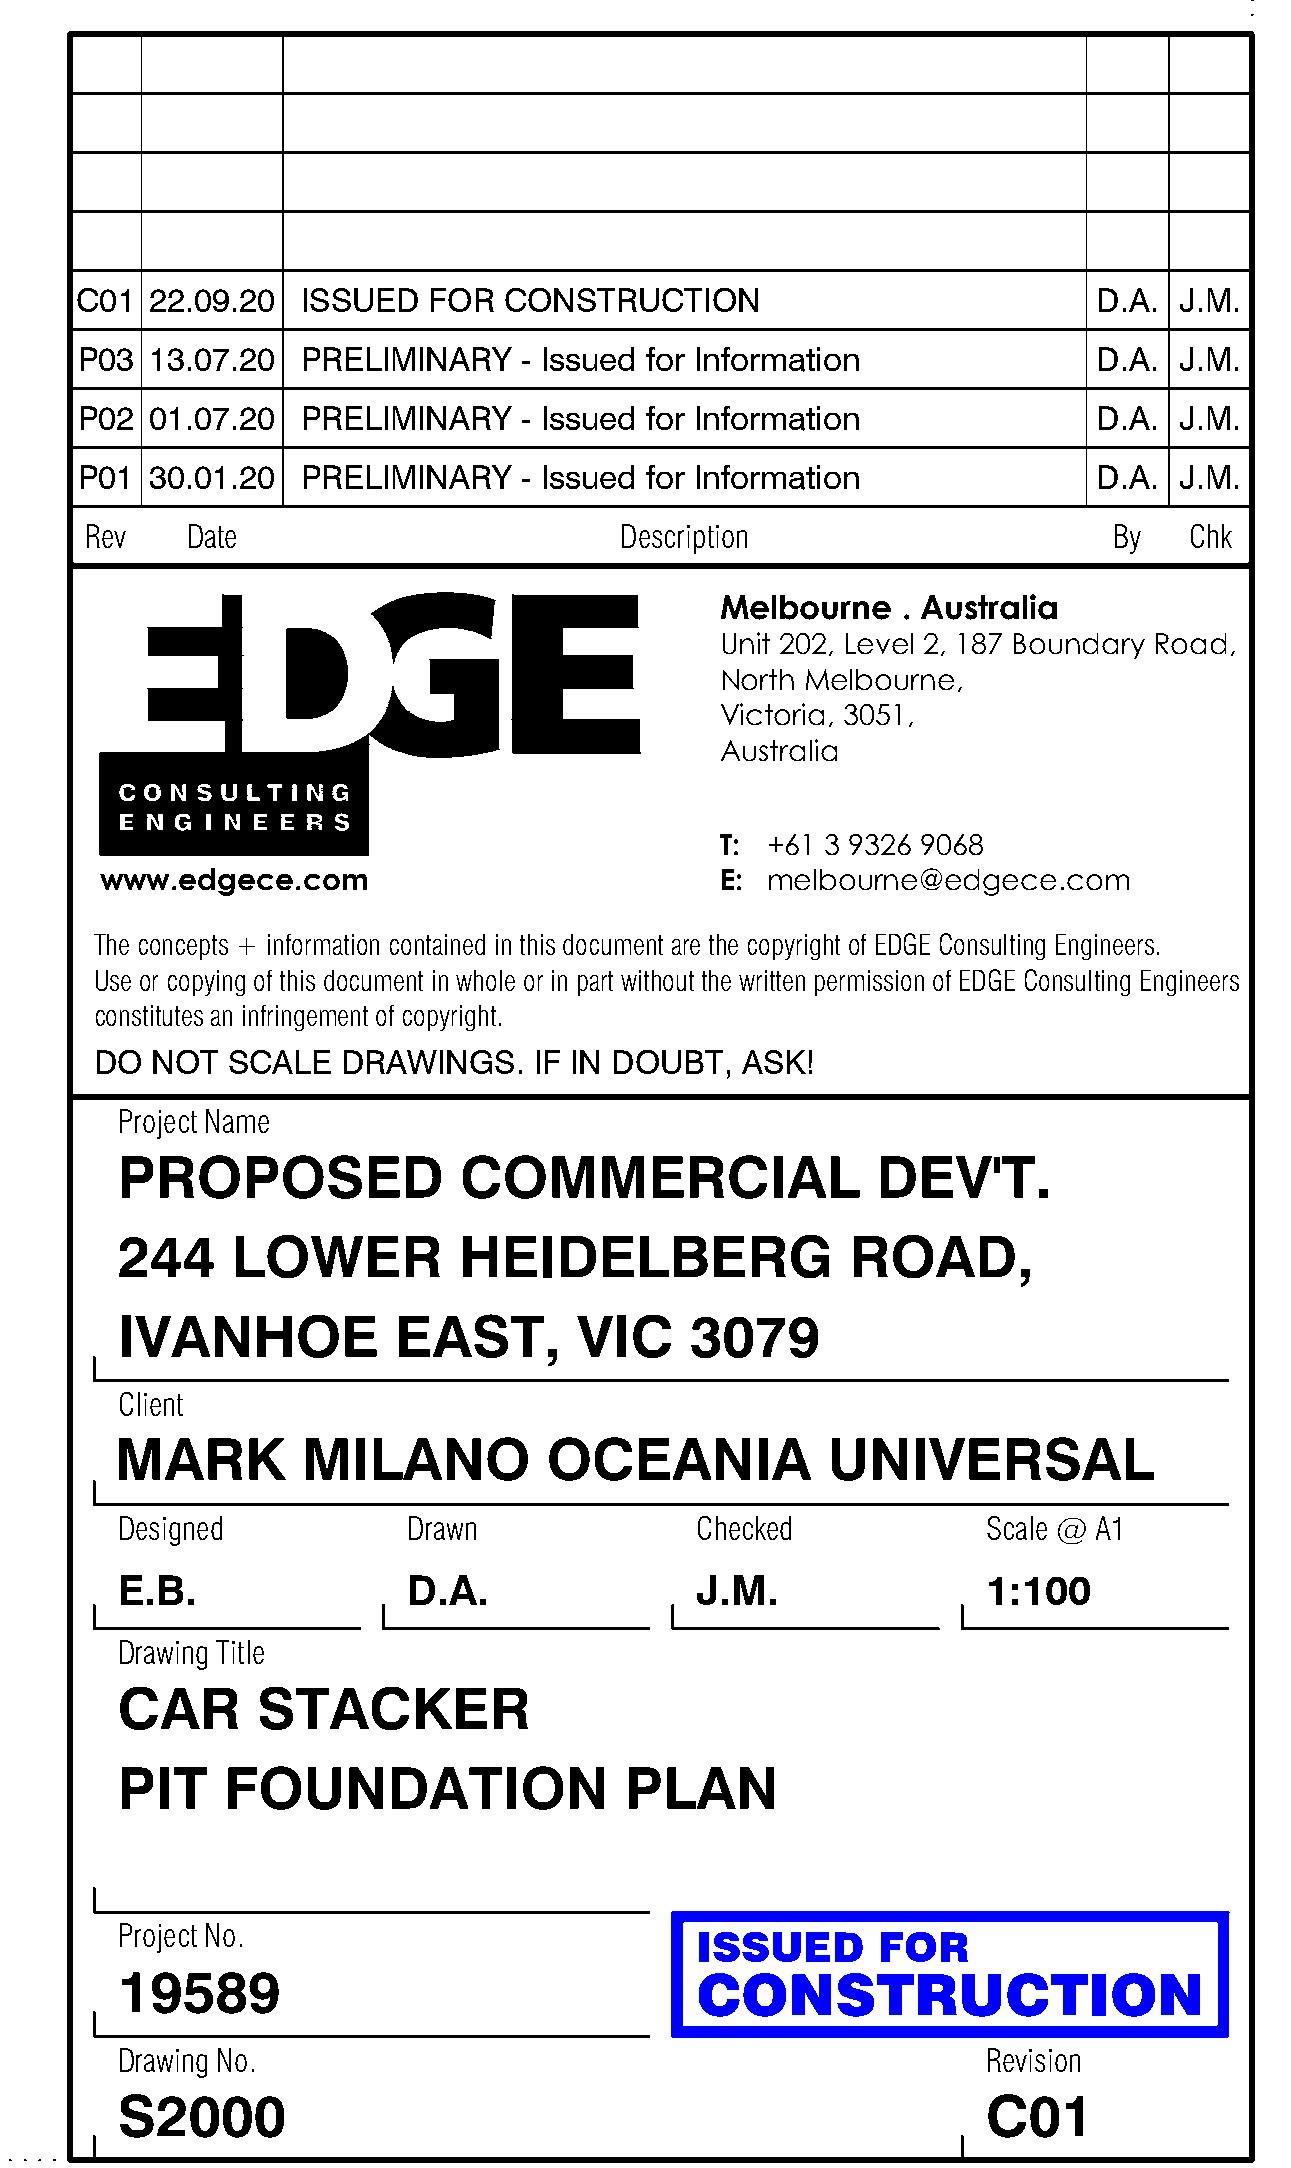 C01 22.09.20 ISSUED FOR CONSTRUCTION D.A. J.M.
P03 13.07.20 PRELIMINARY - Issued for Information D.A. J.M.
P02 01.07.20 PRELIMINARY - Issued for Information D.A. J.M.
P01 30.01.20 PRELIMINARY - Issued for Information D.A. J.M.
Rev Date Description By Chk
EDGE
CONSULTING
ENGINEERS
www.edgece.com
Melbourne . Australia
Unit 202, Level 2, 187 Boundary Road,
North Melbourne,
Victoria, 3051,
Australia
T: +61 3 9326 9068
E: melbourne@edgece.com
The concepts + information contained in this document are the copyright of EDGE Consulting Engineers.
Use or copying of this document in whole or in part without the written permission of EDGE Consulting Engineers
constitutes an infringement of copyright.
DO NOT SCALE DRAWINGS. IF IN DOUBT, ASK!
Project Name
PROPOSED COMMERCIAL DEV'T.
244 LOWER HEIDELBERG ROAD,
IVANHOE EAST, VIC 3079
Client
MARK MILANO OCEANIA UNIVERSAL
Designed Drawn Checked Scale @ A1
E.B. D.A. J.M. 1:100
Drawing Title
CAR STACKER
PIT FOUNDATION PLAN
Project No.
19589
ISSUED FOR
CONSTRUCTION
Drawing No. Revision
S2000 C01